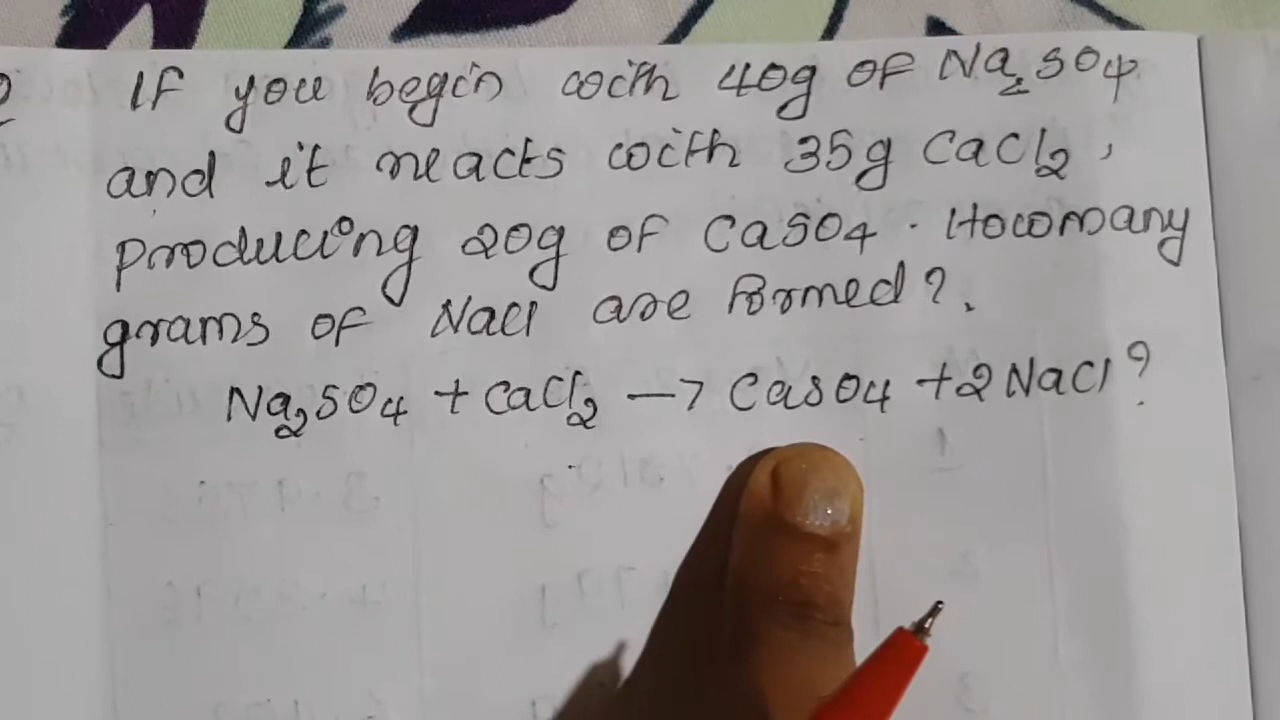 If you begin with 40g of Na2SO4
and it reacts with 35g CaCl2,
producing 20g of CaSO4. How many
grams of NaCl are formed?.
Na2SO4 + CaCl2 → CaSO4 + 2NaCl?